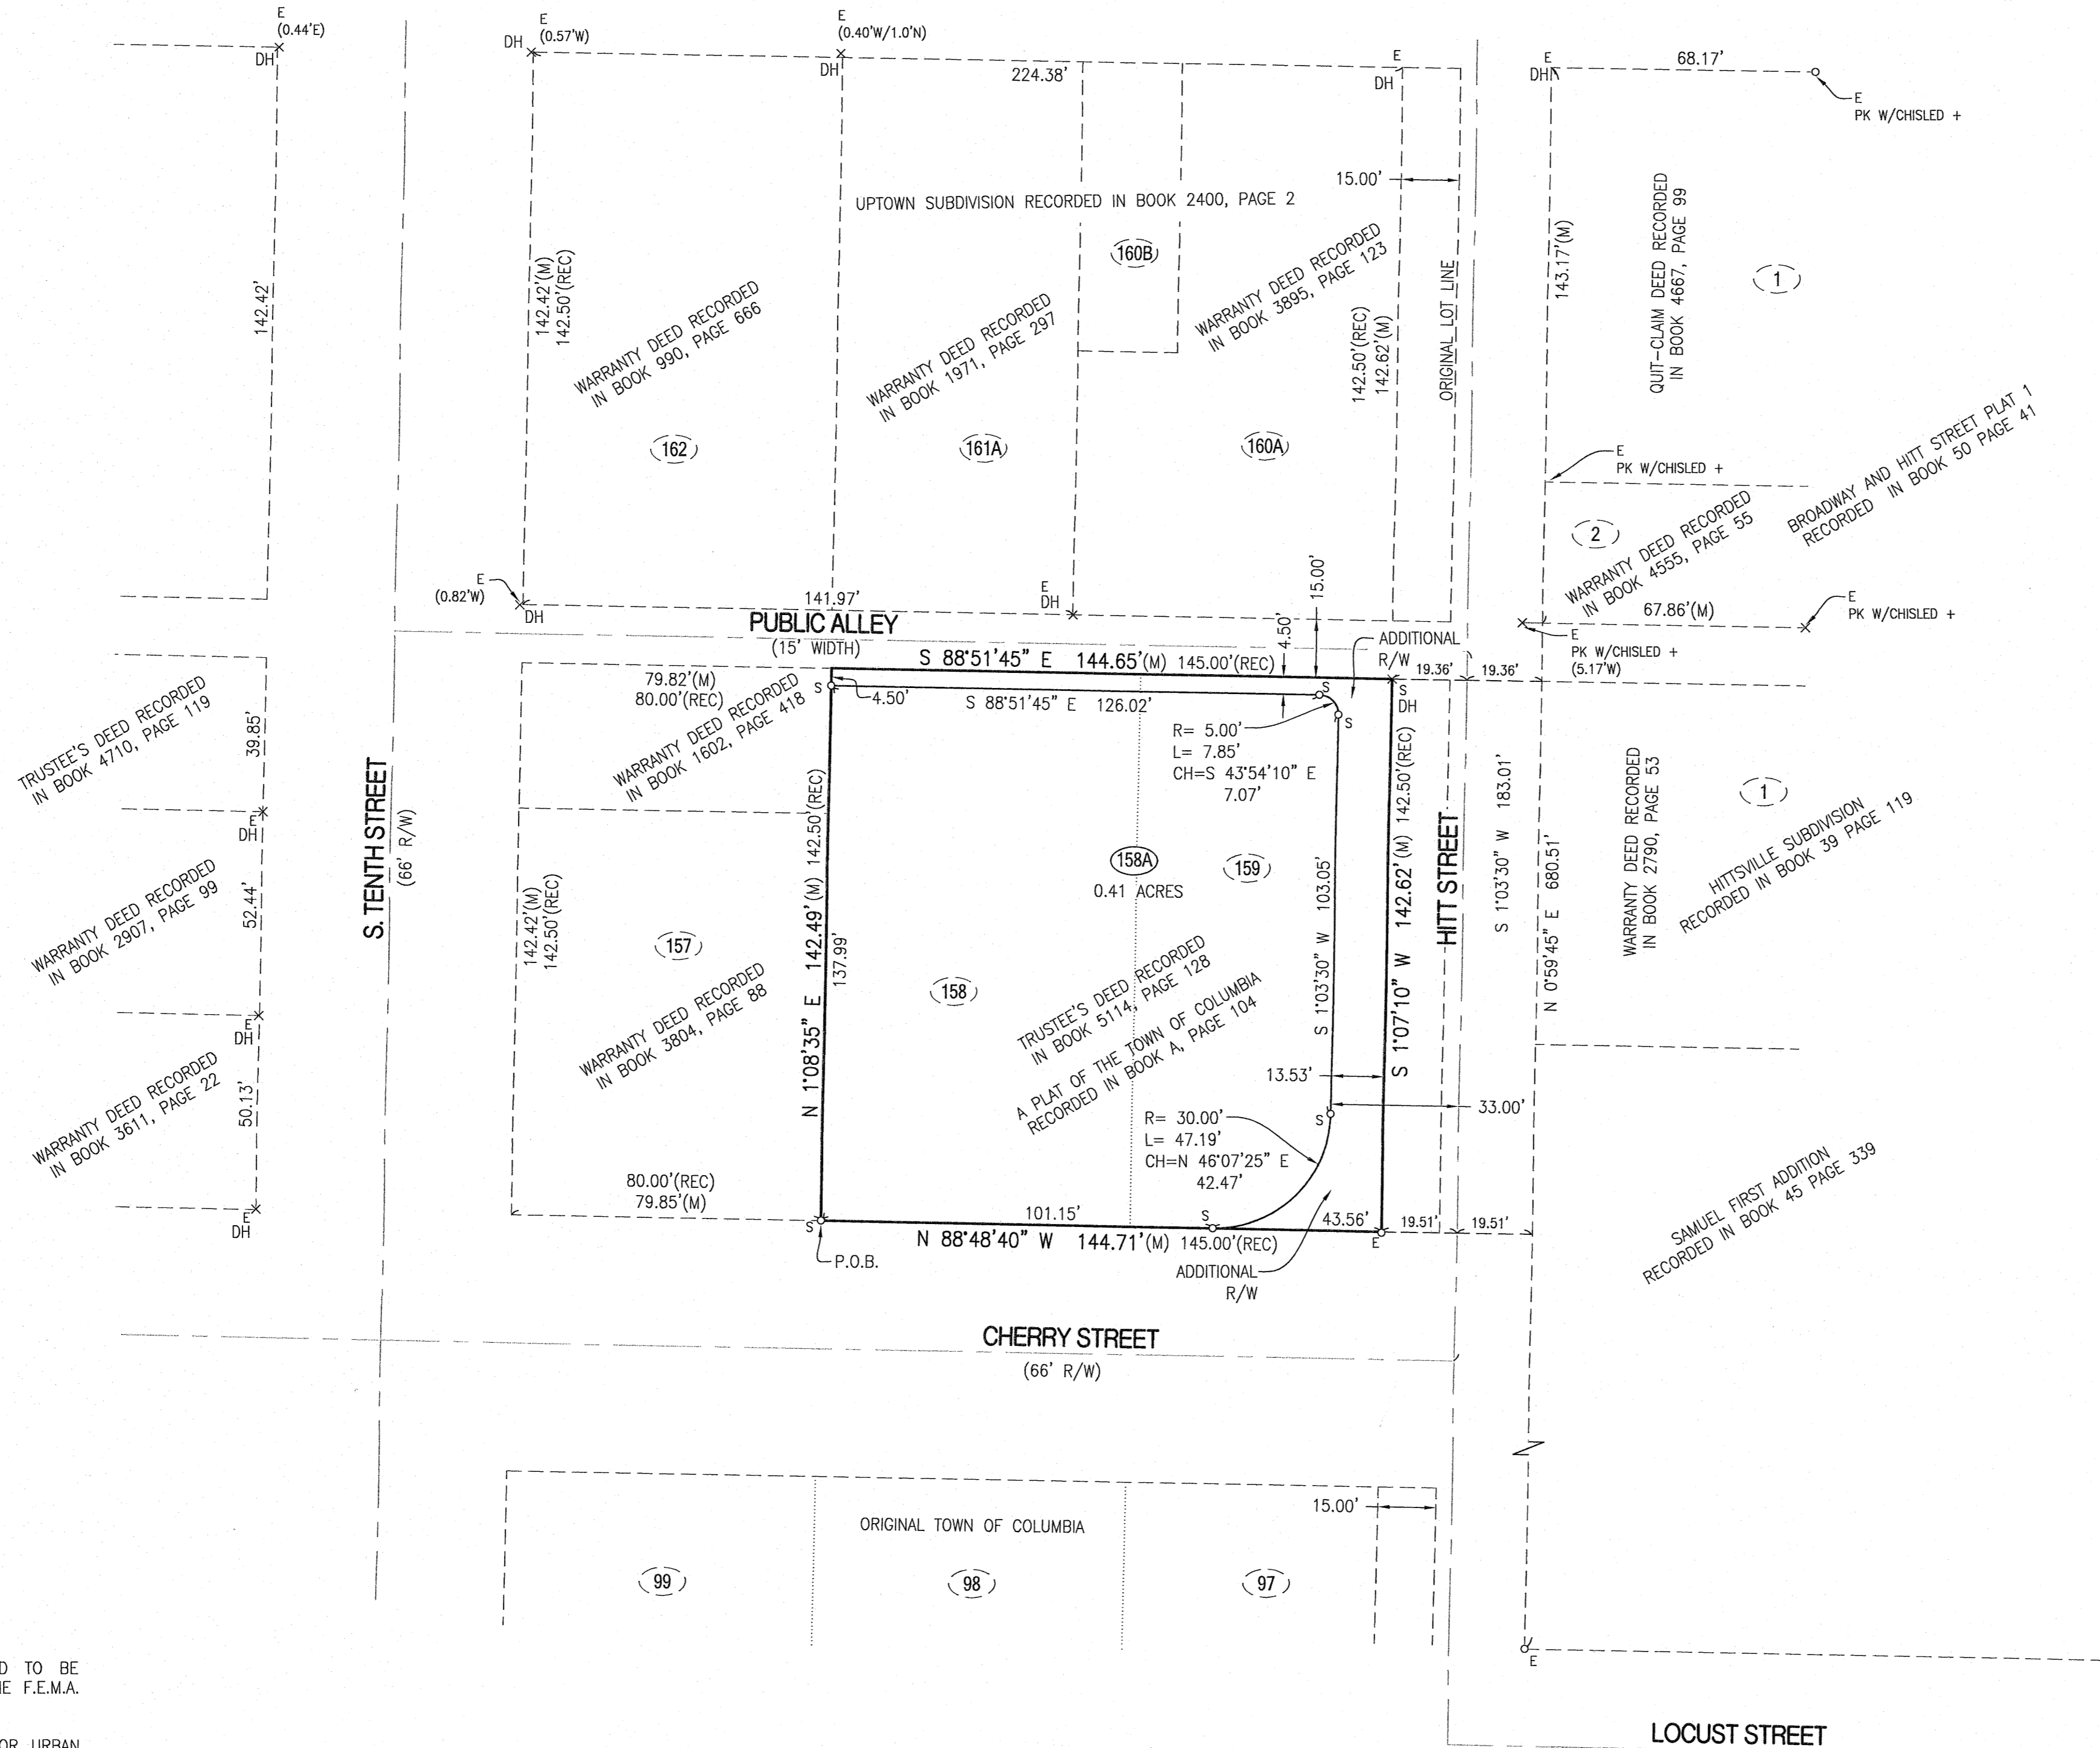 E
(0.44'E)
DH
E
(0.57'W)
DH
E
(0.40'W/1.0'N)
DH
224.38'
E
DH
E
DH
68.17'
E
PK W/CHISLED +
15.00'
UPTOWN SUBDIVISION RECORDED IN BOOK 2400, PAGE 2
142.42'
142.42'(M)
142.50'(REC)
WARRANTY DEED RECORDED
IN BOOK 990, PAGE 666
162
WARRANTY DEED RECORDED
IN BOOK 1971, PAGE 297
161A
160B
WARRANTY DEED RECORDED
IN BOOK 3895, PAGE 123
160A
142.50'(REC)
142.62'(M)
ORIGINAL LOT LINE
143.17'(M)
QUIT-CLAIM DEED RECORDED
IN BOOK 4667, PAGE 99
1
E
PK W/CHISLED +
2
WARRANTY DEED RECORDED
IN BOOK 4555, PAGE 55
BROADWAY AND HITT STREET PLAT 1
RECORDED IN BOOK 50 PAGE 41
67.86'(M)
E
PK W/CHISLED +
E
PK W/CHISLED +
(5.17'W)
E
(0.82'W)
DH
141.97'
E
DH
PUBLIC ALLEY
(15' WIDTH)
15.00'
4.50'
ADDITIONAL
R/W
19.36'
19.36'
S 88°51'45" E 144.65'(M) 145.00'(REC)
S
4.50'
S 88°51'45" E 126.02'
S
S
S
DH
R= 5.00'
L= 7.85'
CH=S 43°54'10" E
7.07'
79.82'(M)
80.00'(REC)
WARRANTY DEED RECORDED
IN BOOK 1602, PAGE 418
TRUSTEE'S DEED RECORDED
IN BOOK 4710, PAGE 119
39.85'
E
DH
WARRANTY DEED RECORDED
IN BOOK 2907, PAGE 99
52.44'
E
DH
WARRANTY DEED RECORDED
IN BOOK 3611, PAGE 22
50.13'
E
DH
S. TENTH STREET
(66' R/W)
142.42'(M)
142.50'(REC)
157
WARRANTY DEED RECORDED
IN BOOK 3804, PAGE 88
80.00'(REC)
79.85'(M)
N 1°08'35" E 142.49'(M) 142.50'(REC)
137.99'
158
158A
0.41 ACRES
159
TRUSTEE'S DEED RECORDED
IN BOOK 5114, PAGE 128
A PLAT OF THE TOWN OF COLUMBIA
RECORDED IN BOOK A, PAGE 104
S 1°03'30" W 103.05'
S 1°07'10" W 142.62'(M) 142.50'(REC)
HITT STREET
S 1°03'30" W 183.01'
N 0°59'45" E 680.51'
WARRANTY DEED RECORDED
IN BOOK 2790, PAGE 53
1
HITTSVILLE SUBDIVISION
RECORDED IN BOOK 39 PAGE 119
13.53'
33.00'
S
R= 30.00'
L= 47.19'
CH=N 46°07'25" E
42.47'
SAMUEL FIRST ADDITION
RECORDED IN BOOK 45 PAGE 339
S
P.O.B.
101.15'
S
43.56'
E
19.51'
19.51'
N 88°48'40" W 144.71'(M) 145.00'(REC)
ADDITIONAL
R/W
CHERRY STREET
(66' R/W)
15.00'
ORIGINAL TOWN OF COLUMBIA
99
98
97
E
LOCUST STREET
D TO BE
IE F.E.M.A.
OR URBAN